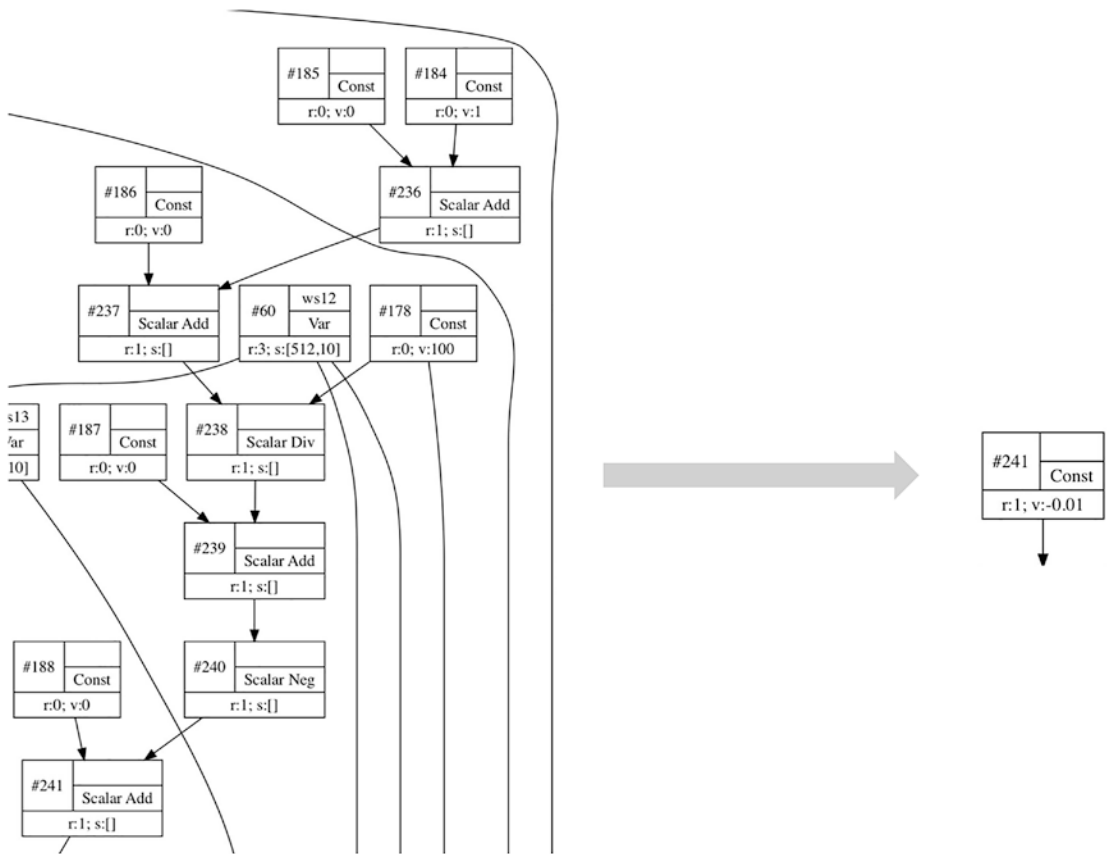 #185
Const
r:0; v:0
#184
Const
r:0; v:1
#186
Const
r:0; v:0
#236
Scalar Add
r:1; s:[]
#237
Scalar Add
r:1; s:[]
#60
ws12
Var
r:3; s:[512,10]
#178
Const
r:0; v:100
s13
Var
10]
#187
Const
r:0; v:0
#238
Scalar Div
r:1; s:[]
#239
Scalar Add
r:1; s:[]
#188
Const
r:0; v:0
#240
Scalar Neg
r:1; s:[]
#241
Scalar Add
r:1; s:[]
#241
Const
r:1; v:-0.01